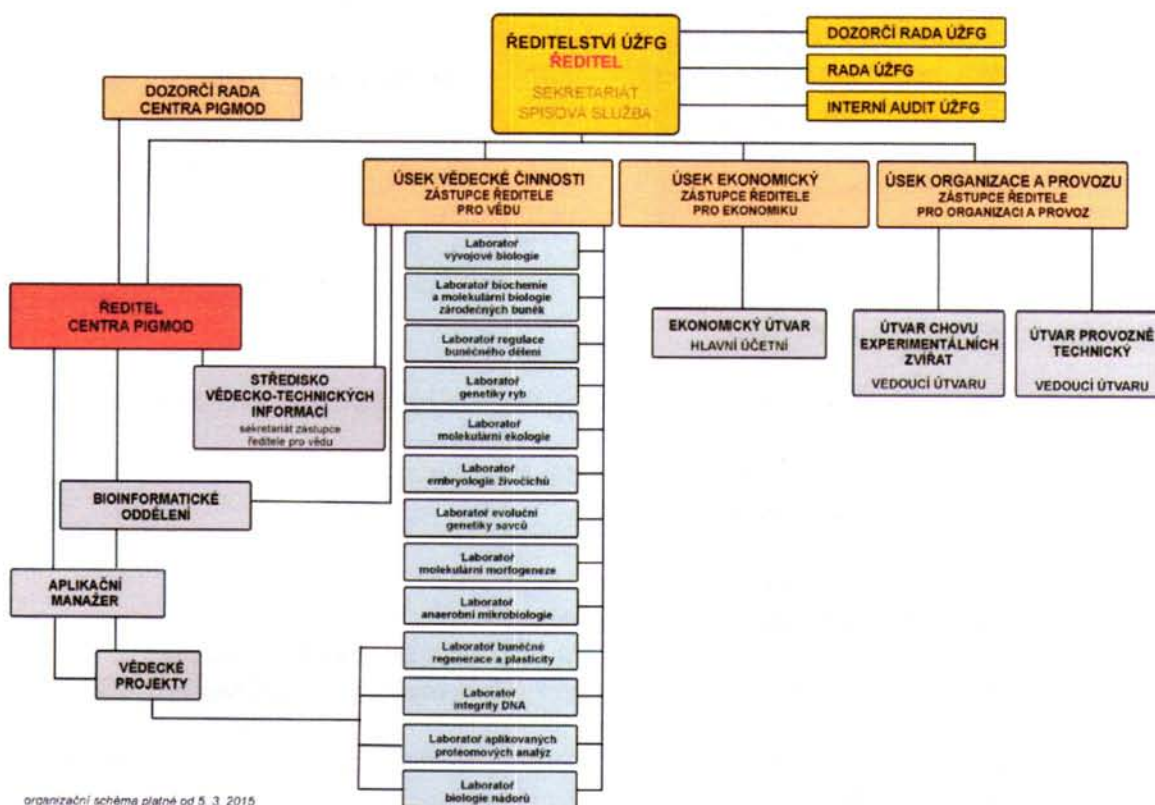 ŘEDITELSTVÍ ÚŽFG
ŘEDITEL
SEKRETARIÁT
SPISOVÁ SLUŽBA
DOZORČÍ RADA ÚŽFG
RADA ÚŽFG
INTERNÍ AUDIT ÚŽFG
DOZORČÍ RADA
CENTRA PIGMOD
ÚSEK VĚDECKÉ ČINNOSTI
ZÁSTUPCE ŘEDITELE
PRO VĚDU
ÚSEK EKONOMICKÝ
ZÁSTUPCE ŘEDITELE
PRO EKONOMIKU
ÚSEK ORGANIZACE A PROVOZU
ZÁSTUPCE ŘEDITELE
PRO ORGANIZACI A PROVOZ
ŘEDITEL
CENTRA PIGMOD
STŘEDISKO
VĚDECKO-TECHNICKÝCH
INFORMACÍ
sekretariát zástupce
ředitele pro vědu
BIOINFORMATICKÉ
ODDĚLENÍ
APLIKAČNÍ
MANAŽER
VĚDECKÉ
PROJEKTY
Laboratoř
vývojové biologie
Laboratoř biochemie
a molekulární biologie
zárodečných buněk
Laboratoř regulace
buněčného dělení
Laboratoř
genetiky ryb
Laboratoř
molekulární ekologie
Laboratoř
embryologie živočichů
Laboratoř evoluční
genetiky savců
Laboratoř
molekulární morfogeneze
Laboratoř
anaerobní mikrobiologie
Laboratoř buněčné
regenerace a plasticity
Laboratoř
integrity DNA
Laboratoř aplikovaných
proteomových analýz
Laboratoř
biologie nádorů
EKONOMICKÝ ÚTVAR
HLAVNÍ ÚČETNÍ
ÚTVAR CHOVU
EXPERIMENTÁLNÍCH
ZVÍŘAT
VEDOUCÍ ÚTVARU
ÚTVAR PROVOZNĚ
TECHNICKÝ
VEDOUCÍ ÚTVARU
organizační schéma platné od 5. 3. 2015